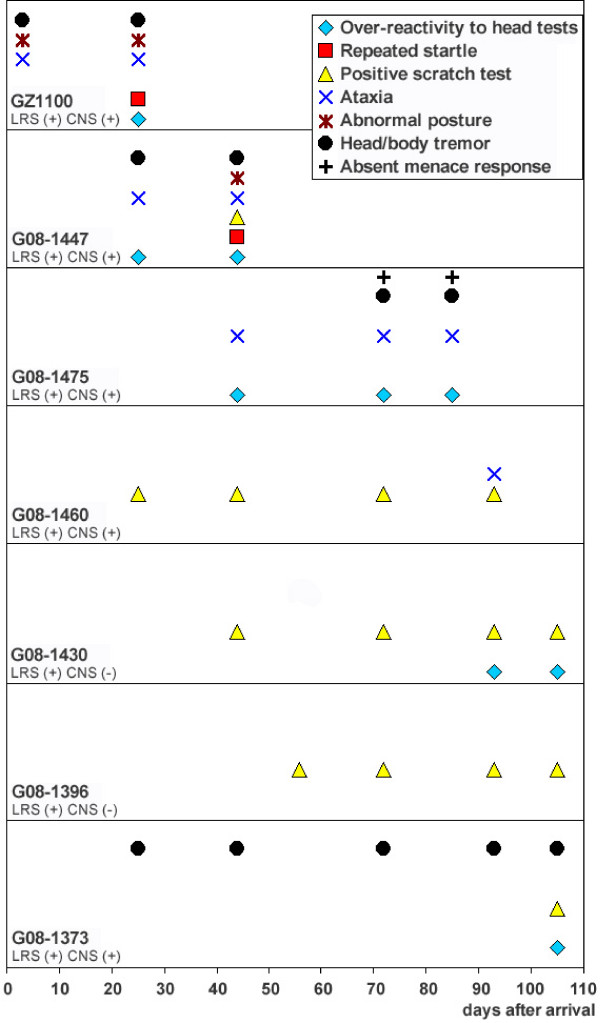 Over-reactivity to head tests
Repeated startle
Positive scratch test
Ataxia
Abnormal posture
Head/body tremor
Absent menace response
GZ1100
LRS (+) CNS (+)
G08-1447
LRS (+) CNS (+)
G08-1475
LRS (+) CNS (+)
G08-1460
LRS (+) CNS (+)
G08-1430
LRS (+) CNS (-)
G08-1396
LRS (+) CNS (-)
G08-1373
LRS (+) CNS (+)
0 10 20 30 40 50 60 70 80 90 100 110
days after arrival